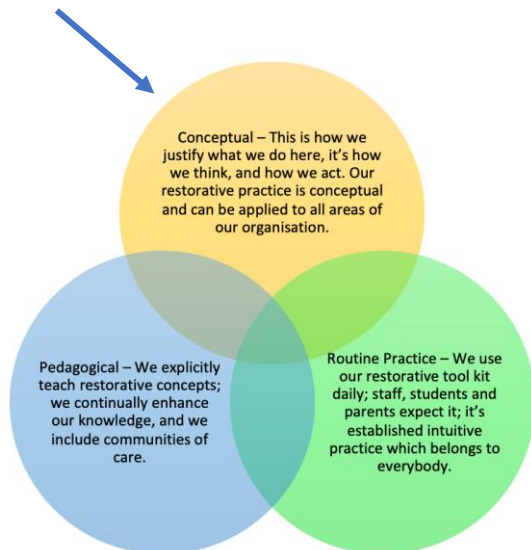 Conceptual – This is how we
justify what we do here, it's how
we think, and how we act. Our
restorative practice is conceptual
and can be applied to all areas of
our organisation.
Pedagogical – We explicitly
teach restorative concepts;
we continually enhance
our knowledge, and we
include communities of
care.
Routine Practice – We use
our restorative tool kit
daily; staff, students and
parents expect it; it's
established intuitive
practice which belongs to
everybody.